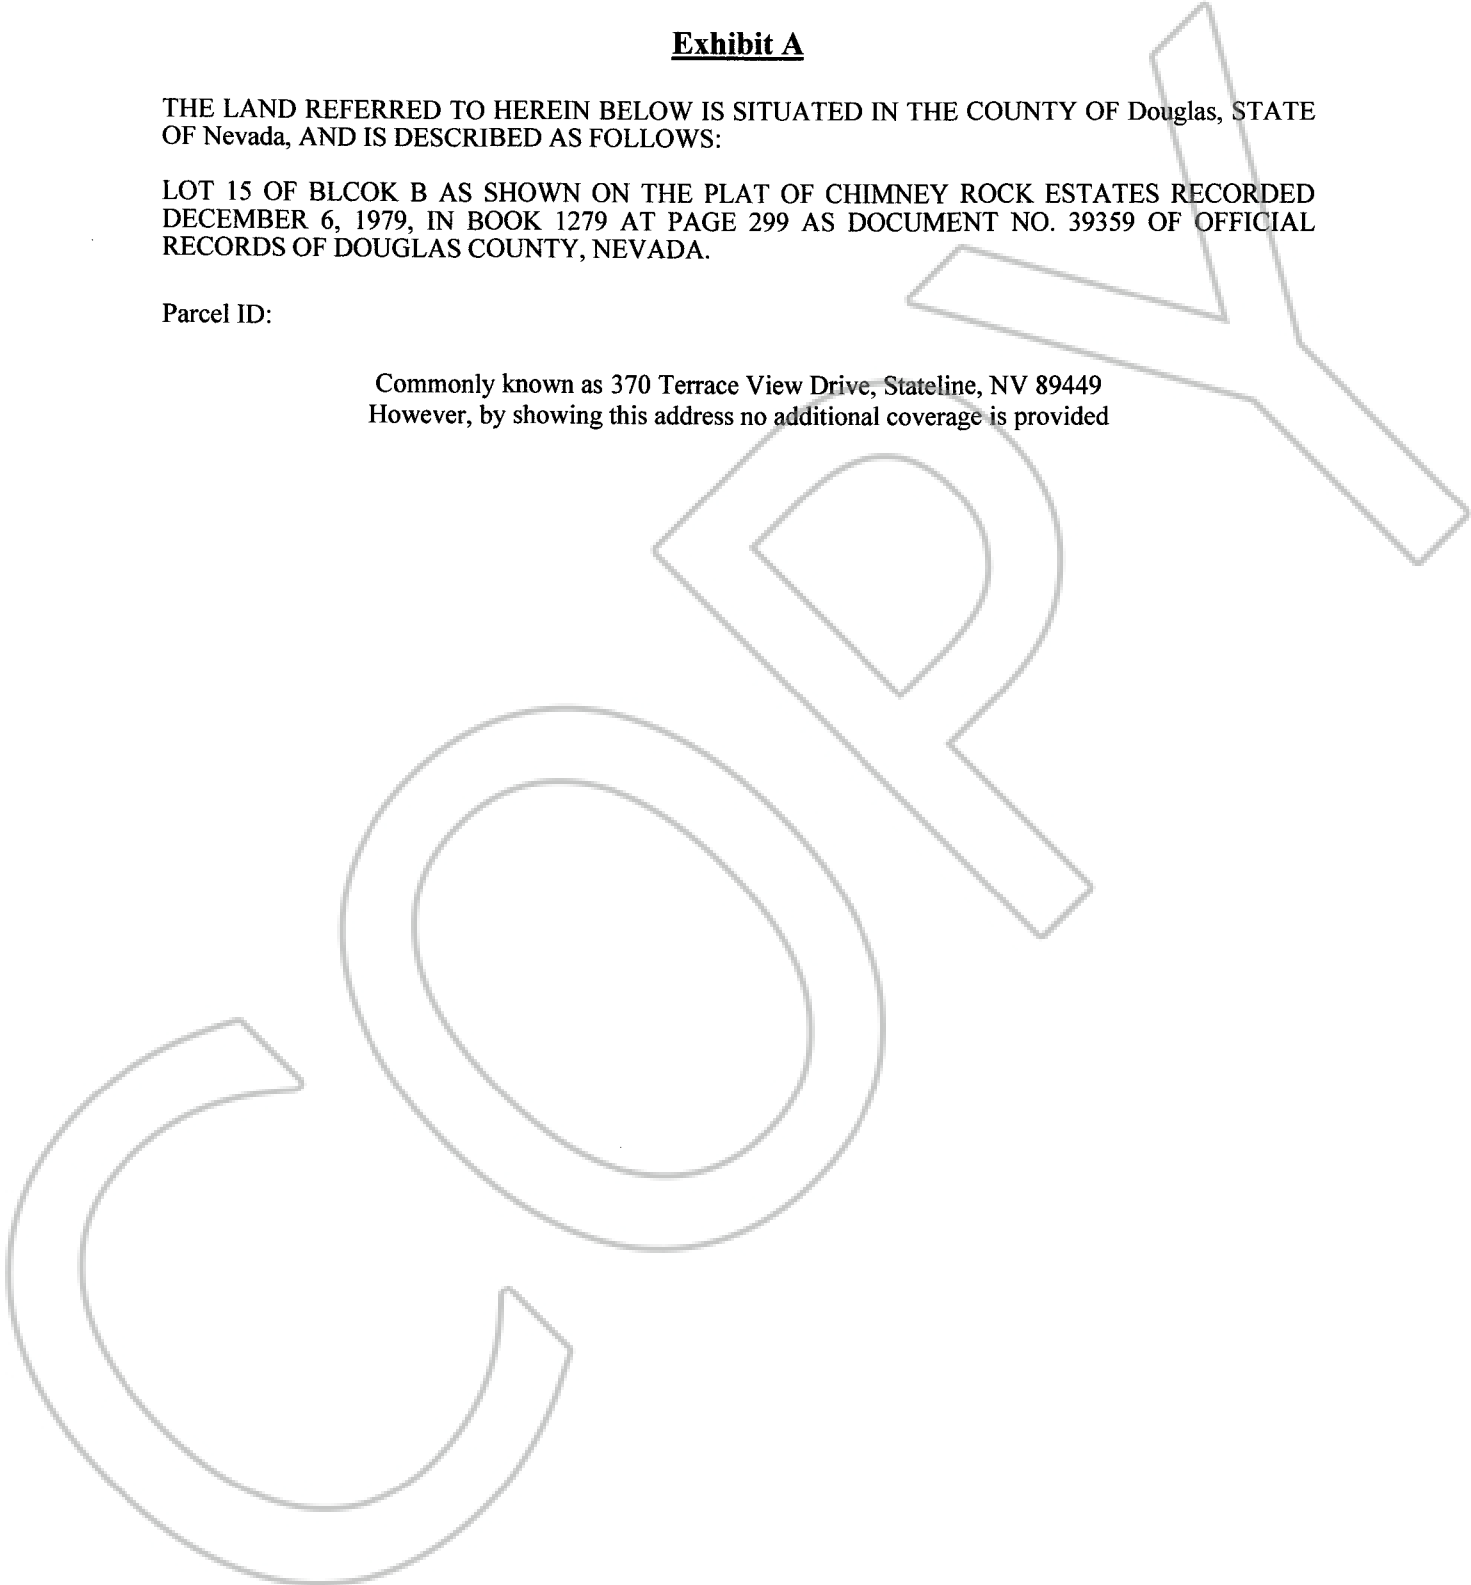 Exhibit A
THE LAND REFERRED TO HEREIN BELOW IS SITUATED IN THE COUNTY OF Douglas, STATE
OF Nevada, AND IS DESCRIBED AS FOLLOWS:
LOT 15 OF BLCOK B AS SHOWN ON THE PLAT OF CHIMNEY ROCK ESTATES RECORDED
DECEMBER 6, 1979, IN BOOK 1279 AT PAGE 299 AS DOCUMENT NO. 39359 OF OFFICIAL
RECORDS OF DOUGLAS COUNTY, NEVADA.
Parcel ID:
Commonly known as 370 Terrace View Drive, Stateline, NV 89449
However, by showing this address no additional coverage is provided
COPY